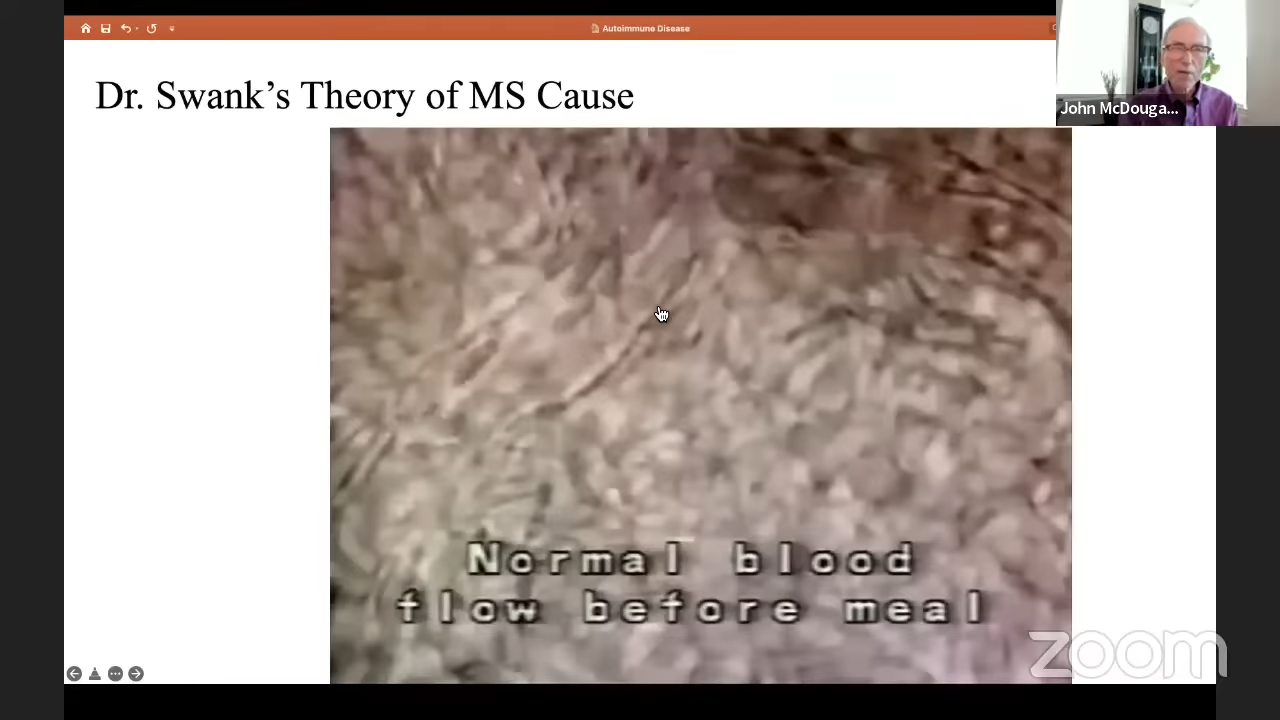 Autoimmune Disease
Dr. Swank's Theory of MS Cause
John McDouga...
Normal blood
flow before meal
zoom